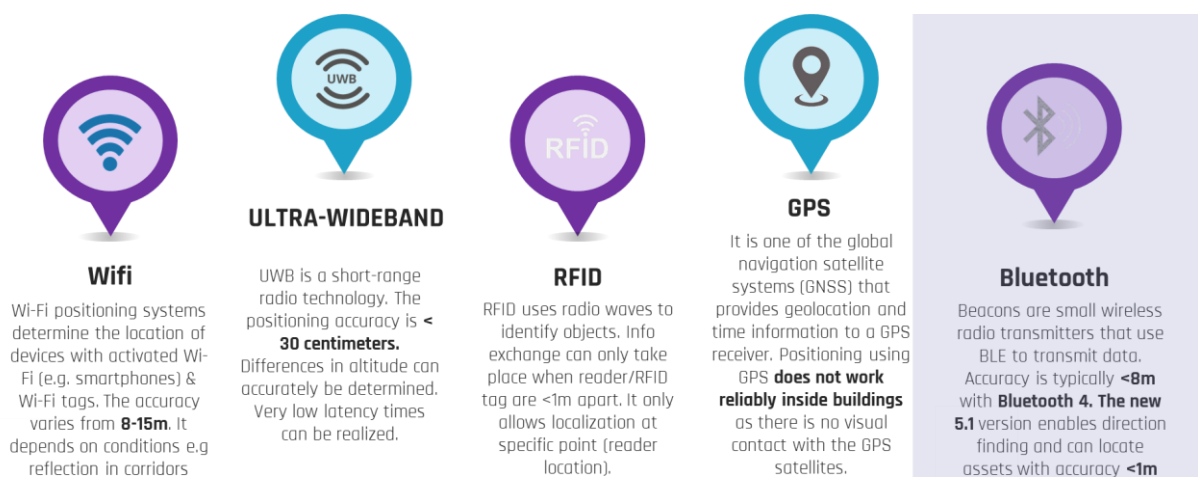 Wifi
Wi-Fi positioning systems
determine the location of
devices with activated Wi-
Fi (e.g. smartphones) &
Wi-Fi tags. The accuracy
varies from 8-15m. It
depends on conditions e.g
reflection in corridors
UWB
ULTRA-WIDEBAND
UWB is a short-range
radio technology. The
positioning accuracy is <
30 centimeters.
Differences in altitude can
accurately be determined.
Very low latency times
can be realized.
RFID
RFID
RFID uses radio waves to
identify objects. Info
exchange can only take
place when reader/RFID
tag are <1m apart. It only
allows localization at
specific point (reader
location).
GPS
It is one of the global
navigation satellite
systems (GNSS) that
provides geolocation and
time information to a GPS
receiver. Positioning using
GPS does not work
reliably inside buildings
as there is no visual
contact with the GPS
satellites.
Bluetooth
Beacons are small wireless
radio transmitters that use
BLE to transmit data.
Accuracy is typically <8m
with Bluetooth 4. The new
5.1 version enables direction
finding and can locate
assets with accuracy <1m